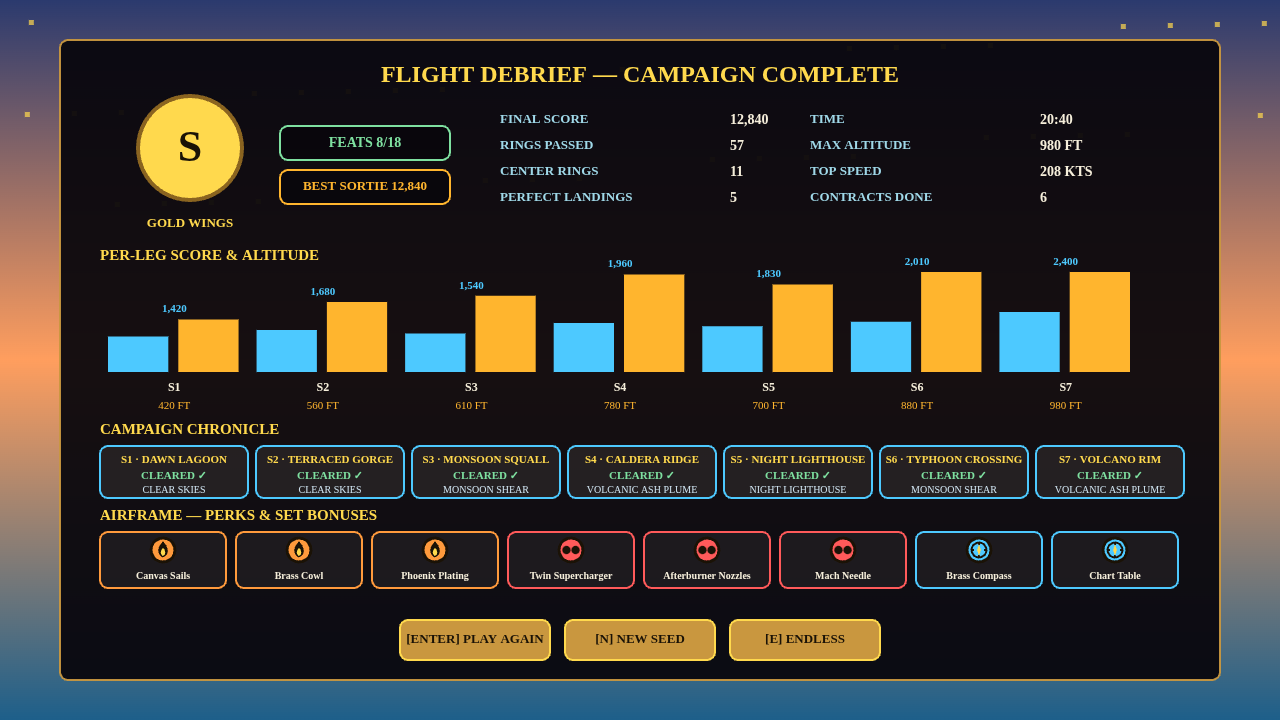 FLIGHT DEBRIEF — CAMPAIGN COMPLETE
S
GOLD WINGS
FEATS 8/18
BEST SORTIE 12,840
FINAL SCORE 12,840 TIME 20:40
RINGS PASSED 57 MAX ALTITUDE 980 FT
CENTER RINGS 11 TOP SPEED 208 KTS
PERFECT LANDINGS 5 CONTRACTS DONE 6
PER-LEG SCORE & ALTITUDE
1,420 1,680 1,540 1,960 1,830 2,010 2,400
S1 S2 S3 S4 S5 S6 S7
420 FT 560 FT 610 FT 780 FT 700 FT 880 FT 980 FT
CAMPAIGN CHRONICLE
S1 · DAWN LAGOON
CLEARED ✓
CLEAR SKIES
S2 · TERRACED GORGE
CLEARED ✓
CLEAR SKIES
S3 · MONSOON SQUALL
CLEARED ✓
MONSOON SHEAR
S4 · CALDERA RIDGE
CLEARED ✓
VOLCANIC ASH PLUME
S5 · NIGHT LIGHTHOUSE
CLEARED ✓
NIGHT LIGHTHOUSE
S6 · TYPHOON CROSSING
CLEARED ✓
MONSOON SHEAR
S7 · VOLCANO RIM
CLEARED ✓
VOLCANIC ASH PLUME
AIRFRAME — PERKS & SET BONUSES
Canvas Sails
Brass Cowl
Phoenix Plating
Twin Supercharger
Afterburner Nozzles
Mach Needle
Brass Compass
Chart Table
[ENTER] PLAY AGAIN
[N] NEW SEED
[E] ENDLESS